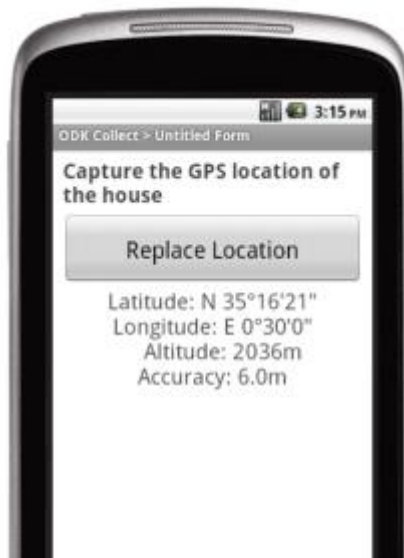 3:15 PM
ODK Collect > Untitled Form
Capture the GPS location of
the house
Replace Location
Latitude: N 35°16'21"
Longitude: E 0°30'0"
Altitude: 2036m
Accuracy: 6.0m